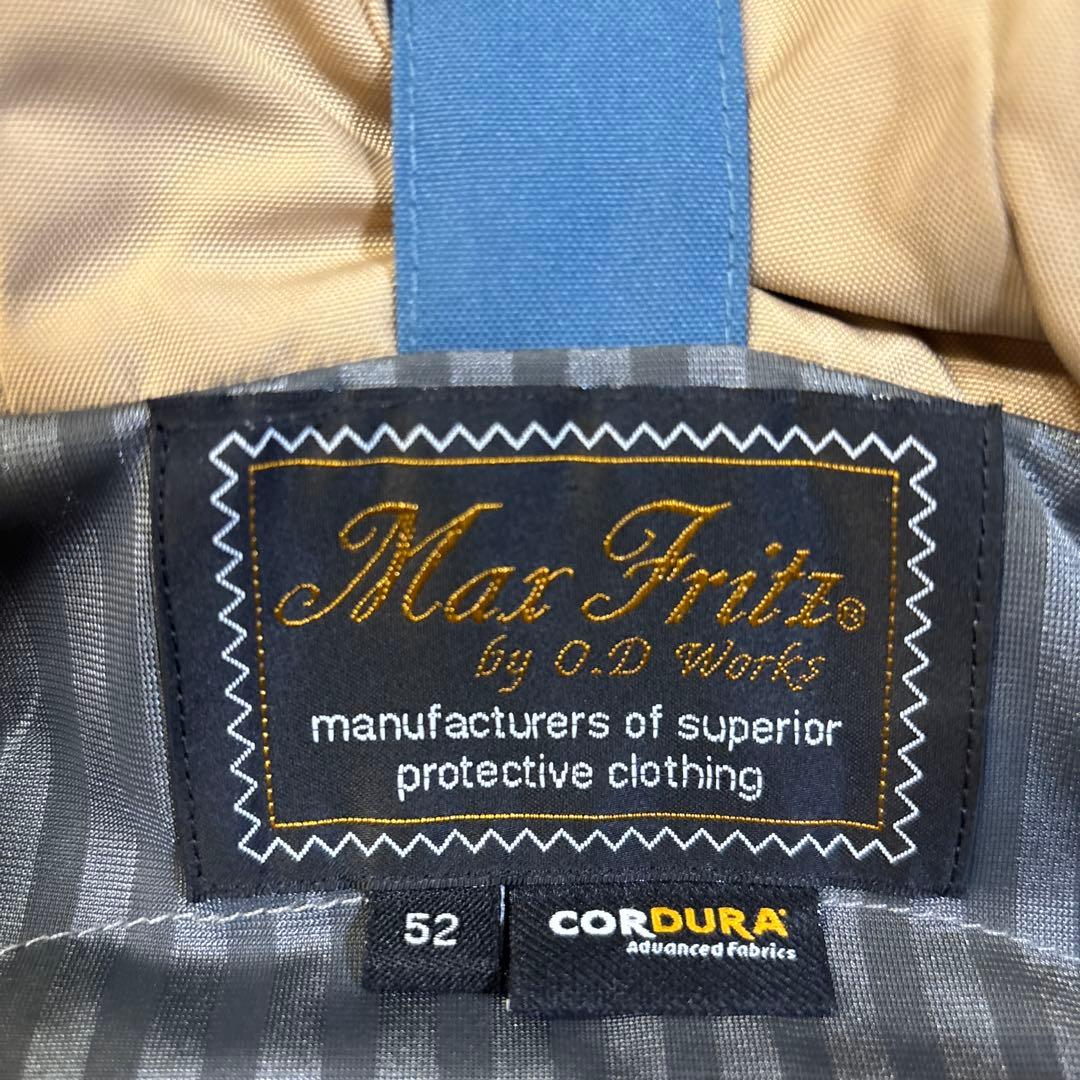 Max Fritz®
by O.D Works
manufacturers of superior
protective clothing
52
CORDURA®
Advanced Fabrics